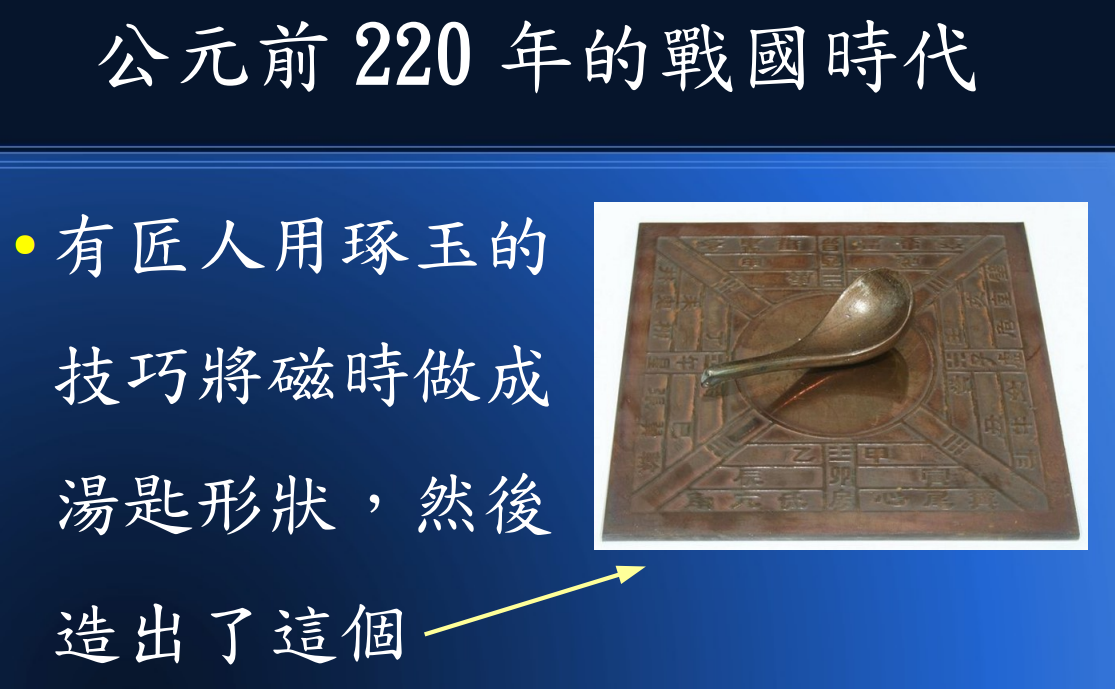 公元前 220 年的戰國時代
有匠人用琢玉的
技巧將磁時做成
湯匙形狀，然後
造出了這個